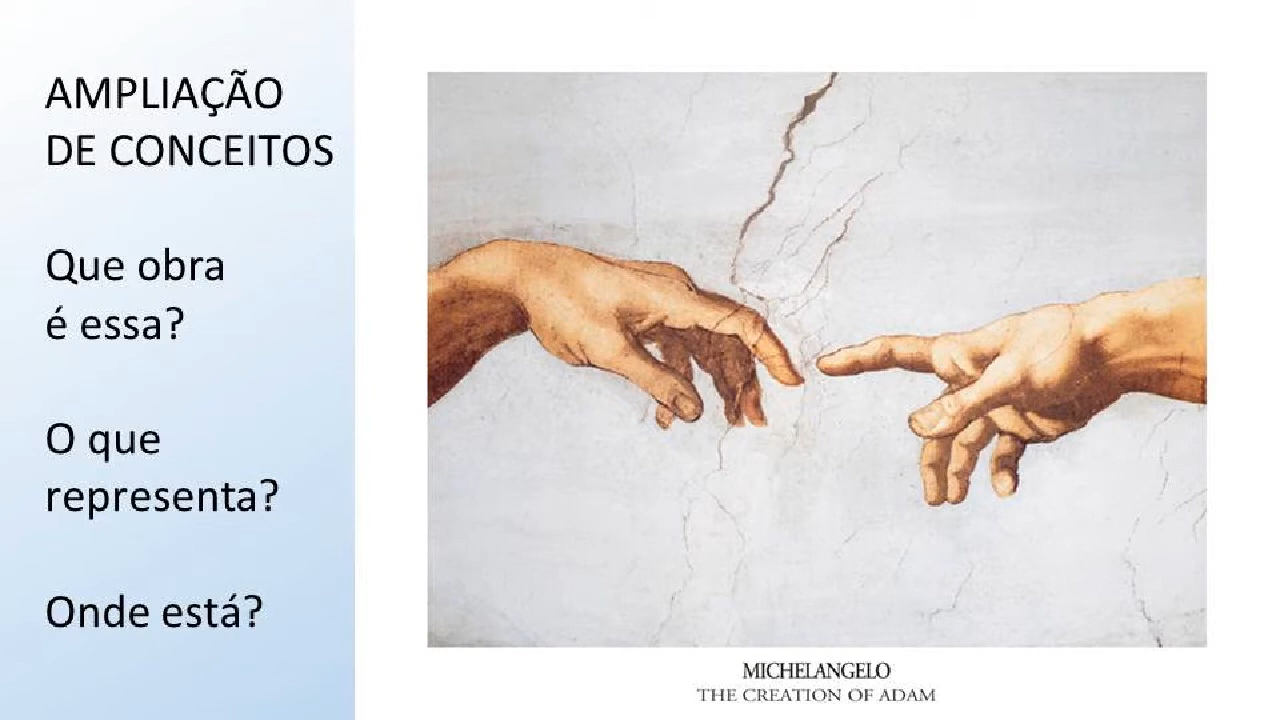 AMPLIAÇÃO
DE CONCEITOS
Que obra
é essa?
O que
representa?
Onde está?
MICHELANGELO
THE CREATION OF ADAM